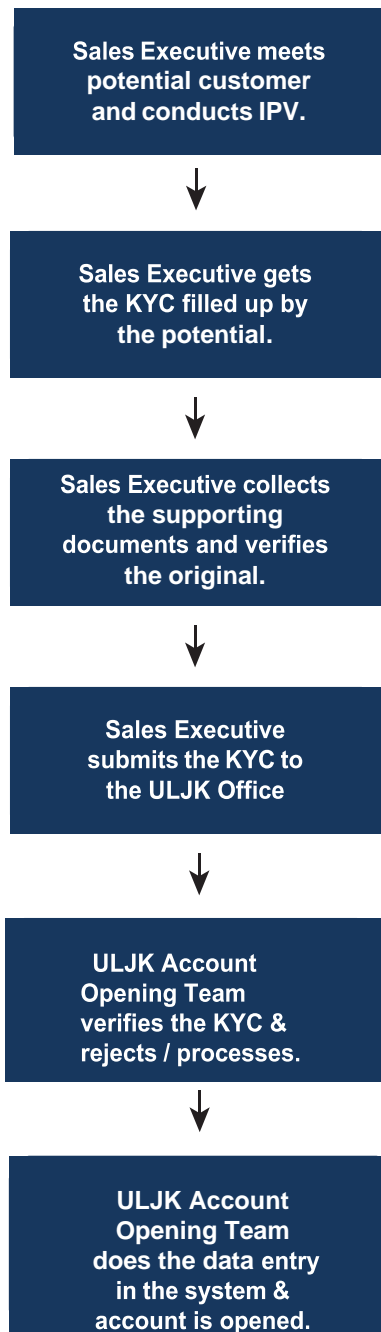 Sales Executive meets
potential customer
and conducts IPV.
Sales Executive gets
the KYC filled up by
the potential.
Sales Executive collects
the supporting
documents and verifies
the original.
Sales Executive
submits the KYC to
the ULJK Office
ULJK Account
Opening Team
verifies the KYC &
rejects / processes.
ULJK Account
Opening Team
does the data entry
in the system &
account is opened.